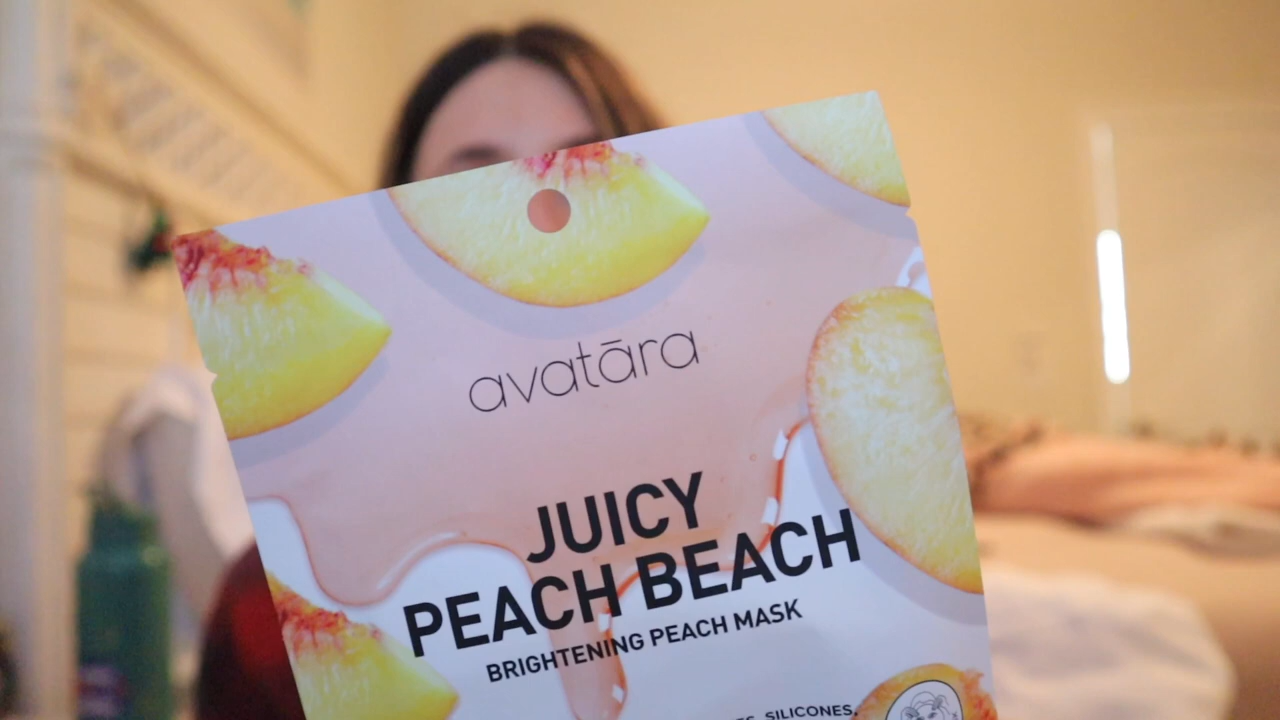 avatāra
JUICY
PEACH BEACH
BRIGHTENING PEACH MASK
SILICONES,